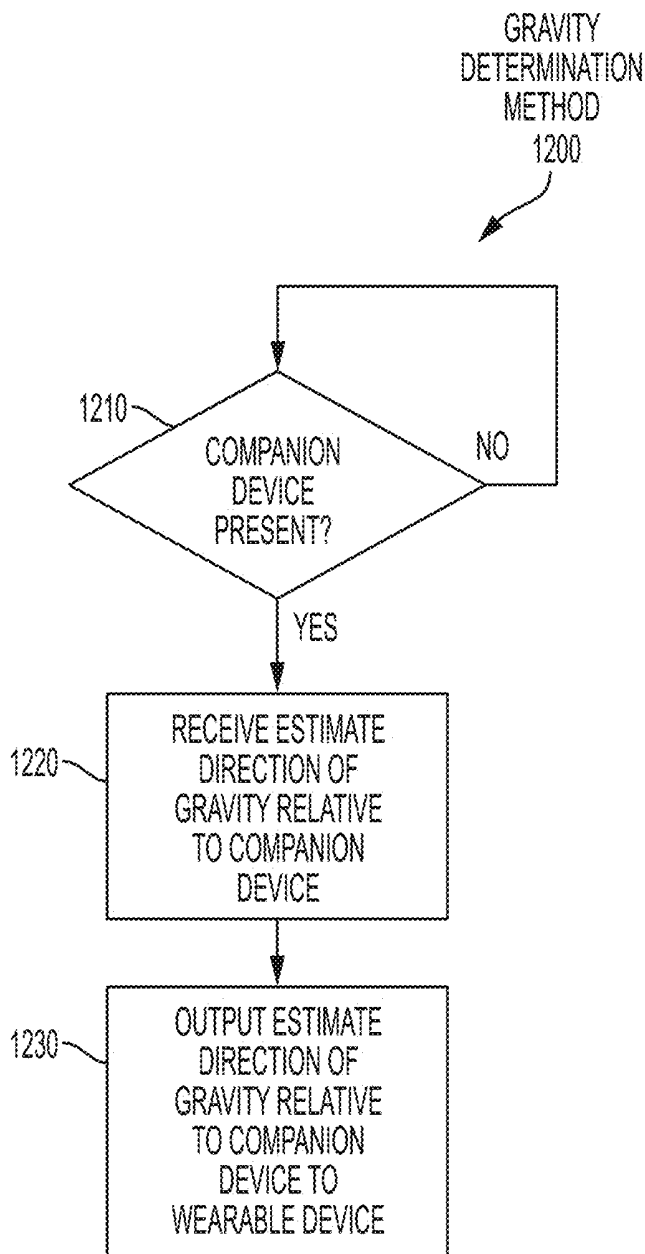 GRAVITY
DETERMINATION
METHOD
1200
1210
COMPANION
DEVICE
PRESENT?
NO
YES
1220
RECEIVE ESTIMATE
DIRECTION OF
GRAVITY RELATIVE
TO COMPANION
DEVICE
1230
OUTPUT ESTIMATE
DIRECTION OF
GRAVITY RELATIVE
TO COMPANION
DEVICE TO
WEARABLE DEVICE